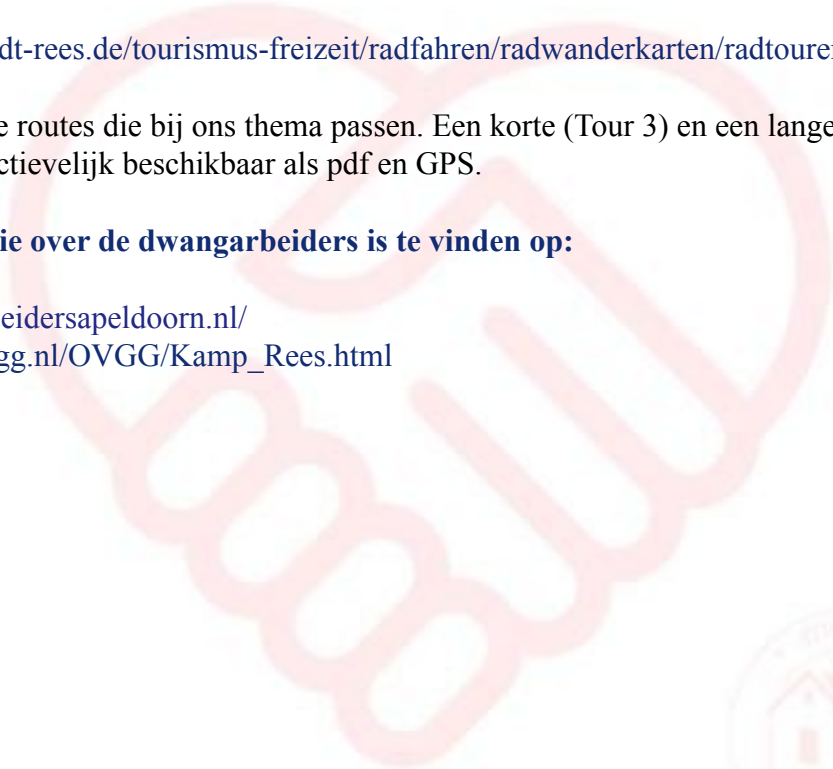 dt-rees.de/tourismus-freizeit/radfahren/radwanderkarten/radtouren
e routes die bij ons thema passen. Een korte (Tour 3) en een lange
ctievelijk beschikbaar als pdf en GPS.
ie over de dwangarbeiders is te vinden op:
eidersapeldoorn.nl/
gg.nl/OVGG/Kamp_Rees.html